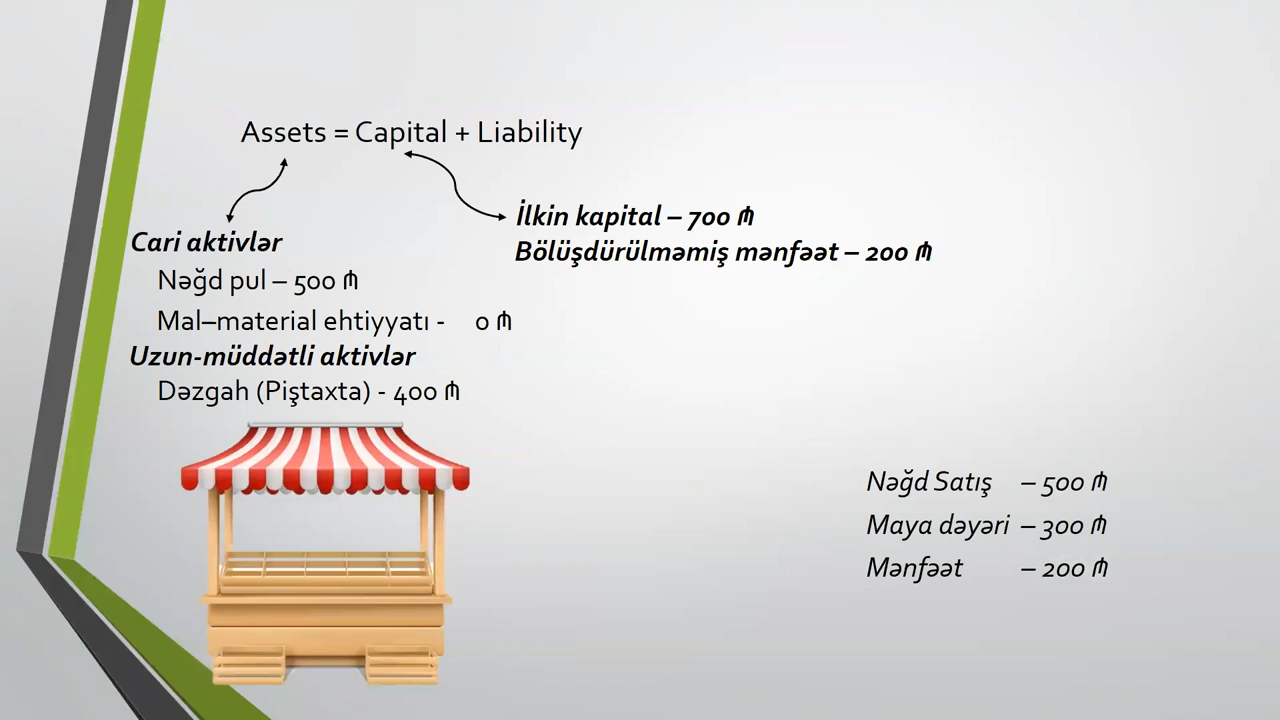 Assets = Capital + Liability
İlkin kapital – 700 ₼
Bölüşdürülməmiş mənfəət – 200 ₼
Cari aktivlər
Nəğd pul – 500 ₼
Mal–material ehtiyyatı - 0 ₼
Uzun-müddətli aktivlər
Dəzgah (Piştaxta) - 400 ₼
Nəğd Satış – 500 ₼
Maya dəyəri – 300 ₼
Mənfəət – 200 ₼